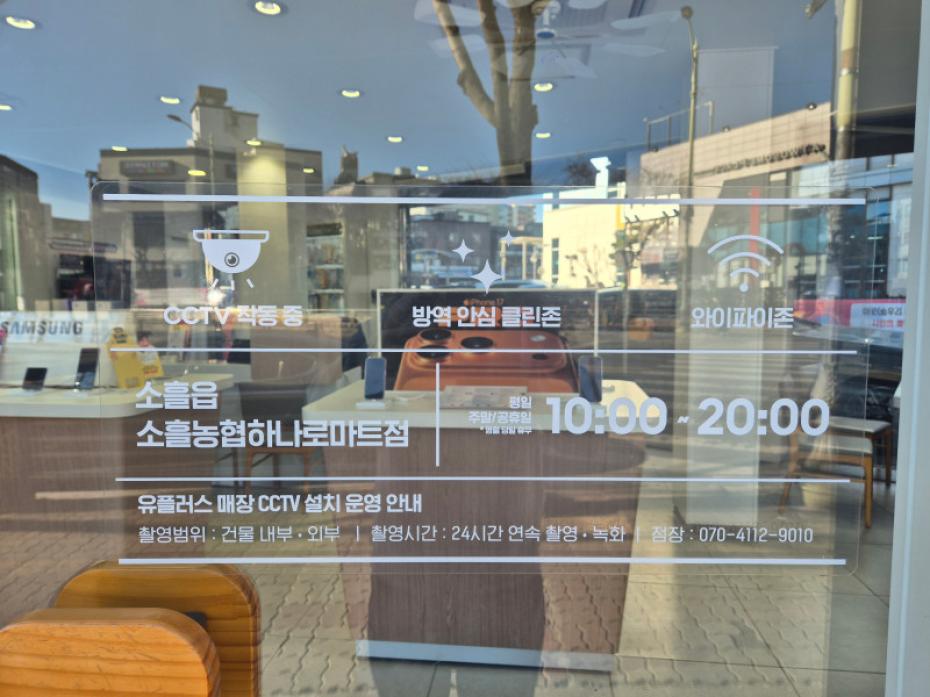 iPhone 17
CCTV 작동 중
방역 안심 클린존
와이파이존
SAMSUNG
소흘읍
소흘농협하나로마트점
평일
주말/공휴일
10:00 ~ 20:00
유플러스 매장 CCTV 설치 운영 안내
촬영범위 : 건물 내부 · 외부 | 촬영시간 : 24시간 연속 촬영 · 녹화 | 점장 : 070-4112-9010